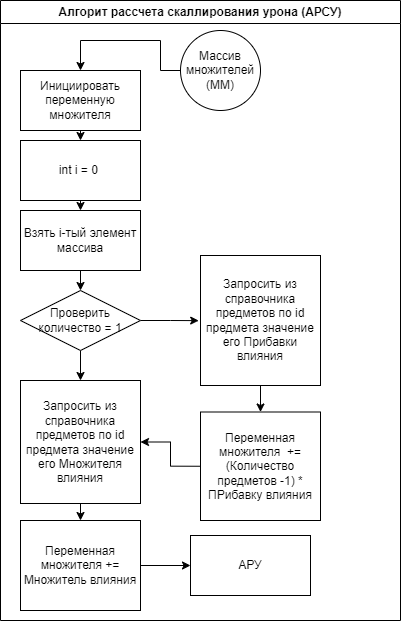 Алгорит рассчета скаллирования урона (АРСУ)
Массив
множителей
(ММ)
Инициировать
переменную
множителя
int i = 0
Взять i-тый элемент
массива
Проверить
количество = 1
Запросить из
справочника
предметов по id
предмета значение
его Прибавки
влияния
Запросить из
справочника
предметов по id
предмета значение
его Множителя
влияния
Переменная
множителя +=
(Количество
предметов -1) *
ПРибавку влияния
Переменная
множителя +=
Множитель влияния
АРУ